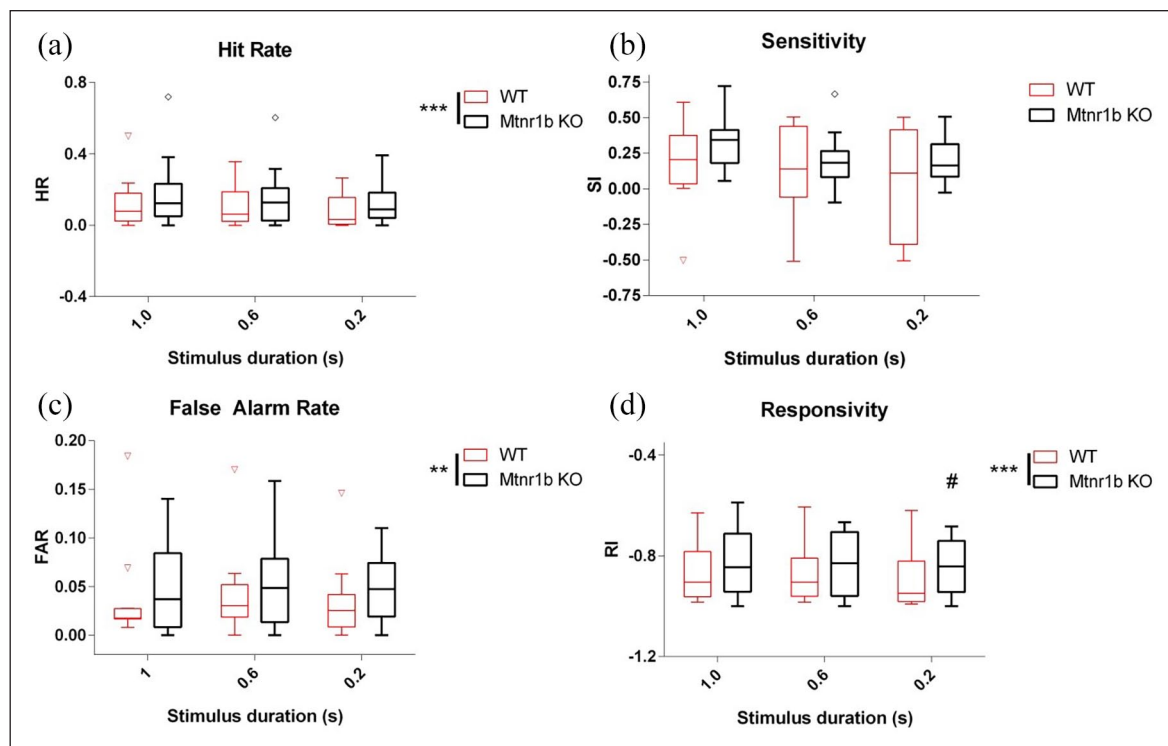 (a)
Hit Rate
0.8
0.4
0.0
-0.4
HR
1.0
0.6
0.2
Stimulus duration (s)
***
WT
Mtnr1b KO
(b)
Sensitivity
0.75
0.50
0.25
0.00
-0.25
-0.50
-0.75
SI
1.0
0.6
0.2
Stimulus duration (s)
WT
Mtnr1b KO
(c)
False Alarm Rate
0.20
0.15
0.10
0.05
0.00
FAR
1
0.6
0.2
Stimulus duration (s)
**
WT
Mtnr1b KO
(d)
Responsivity
-0.4
-0.8
-1.2
RI
1.0
0.6
0.2
Stimulus duration (s)
#
***
WT
Mtnr1b KO